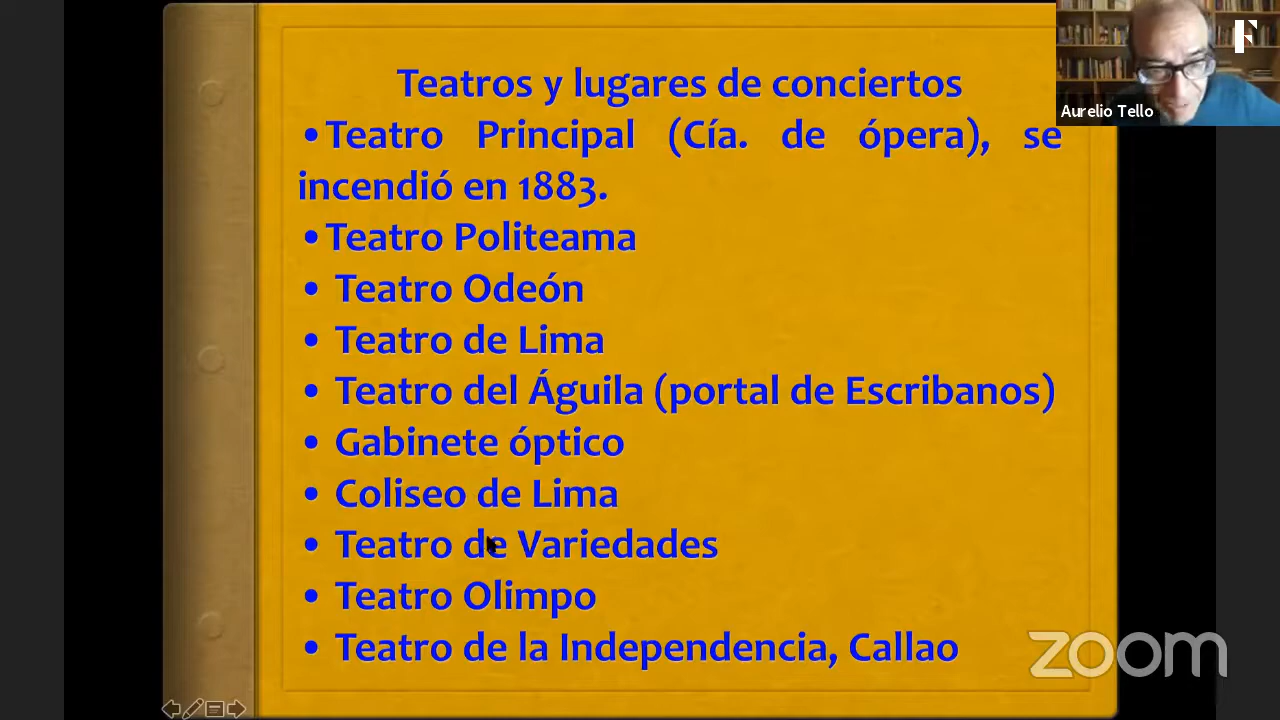 Teatros y lugares de conciertos
•Teatro Principal (Cía. de ópera), se
incendió en 1883.
•Teatro Politeama
• Teatro Odeón
• Teatro de Lima
• Teatro del Águila (portal de Escribanos)
• Gabinete óptico
• Coliseo de Lima
• Teatro de Variedades
• Teatro Olimpo
• Teatro de la Independencia, Callao
Aurelio Tello
F
zoom